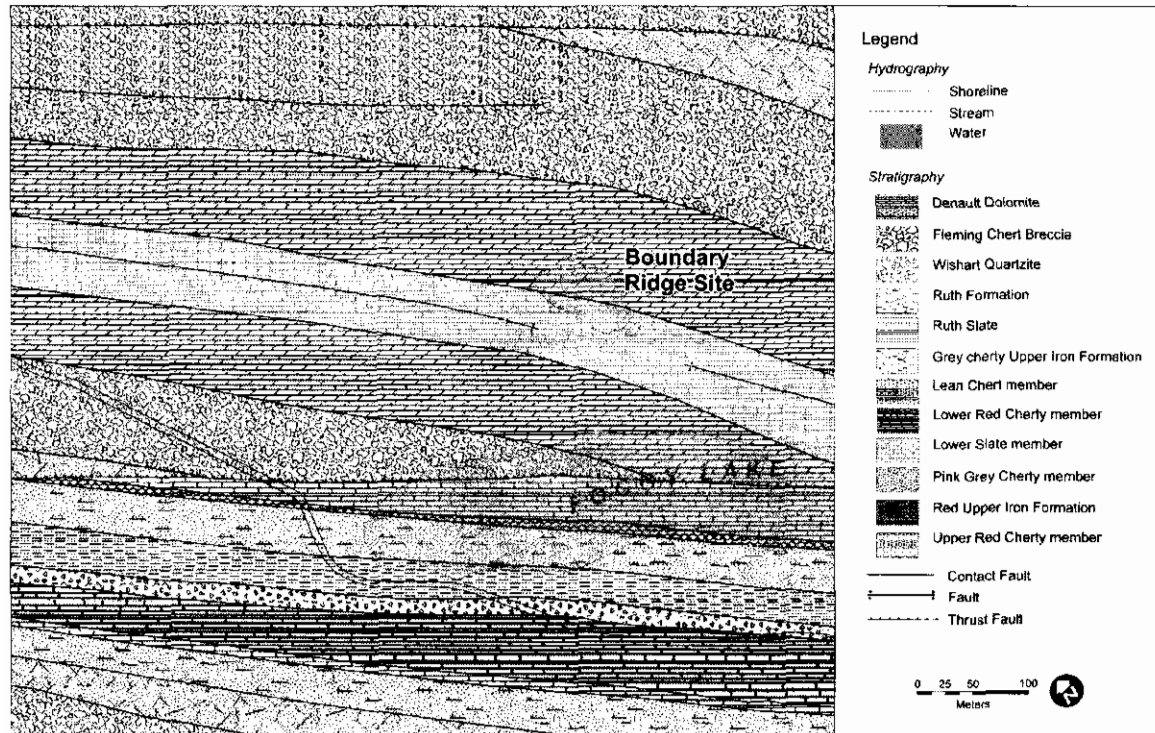 Boundary
Ridge Site
FOGNY LAKE
Legend
Hydrography
Shoreline
Stream
Water
Stratigraphy
Denault Dolomite
Fleming Chert Breccia
Wishart Quartzite
Ruth Formation
Ruth Slate
Grey cherty Upper Iron Formation
Lean Chert member
Lower Red Cherty member
Lower Slate member
Pink Grey Cherty member
Red Upper Iron Formation
Upper Red Cherty member
Contact Fault
Fault
Thrust Fault
0 25 50 100
Meters